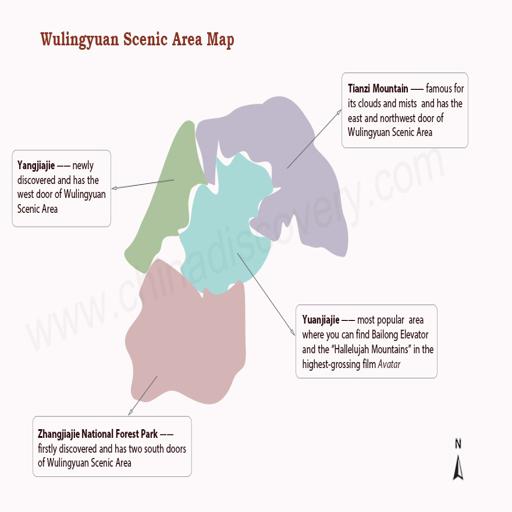 Wulingyuan Scenic Area Map
Tianzi Mountain —— famous for
its clouds and mists and has the
east and northwest door of
Wulingyuan Scenic Area
Yangjiajie —— newly
discovered and has the
west door of Wulingyuan
Scenic Area
www.chinadiscovery.com
Yuanjiajie —— most popular area
where you can find Bailong Elevator
and the “Hallelujah Mountains” in the
highest-grossing film Avatar
Zhangjiajie National Forest Park ——
firstly discovered and has two south doors
of Wulingyuan Scenic Area
N